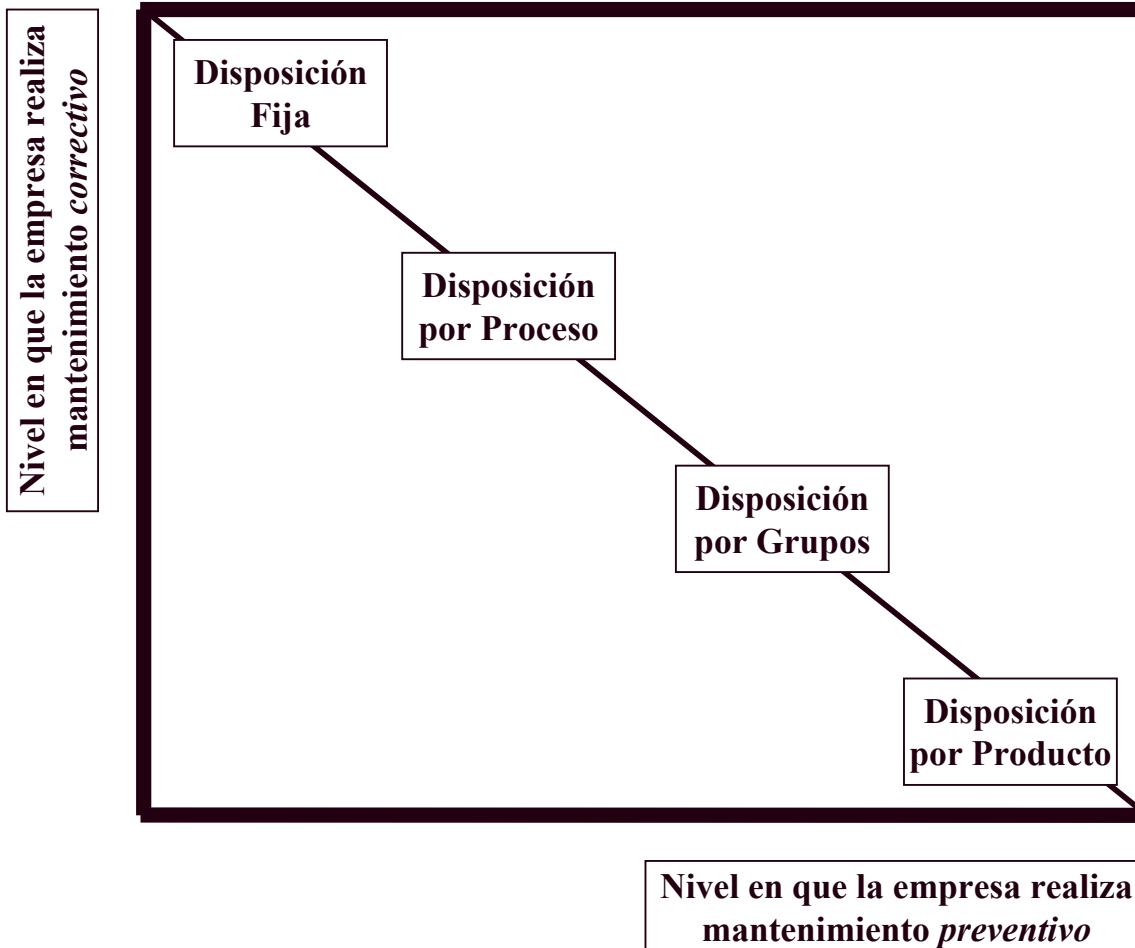 Nivel en que la empresa realiza
mantenimiento correctivo
Disposición
Fija
Disposición
por Proceso
Disposición
por Grupos
Disposición
por Producto
Nivel en que la empresa realiza
mantenimiento preventivo